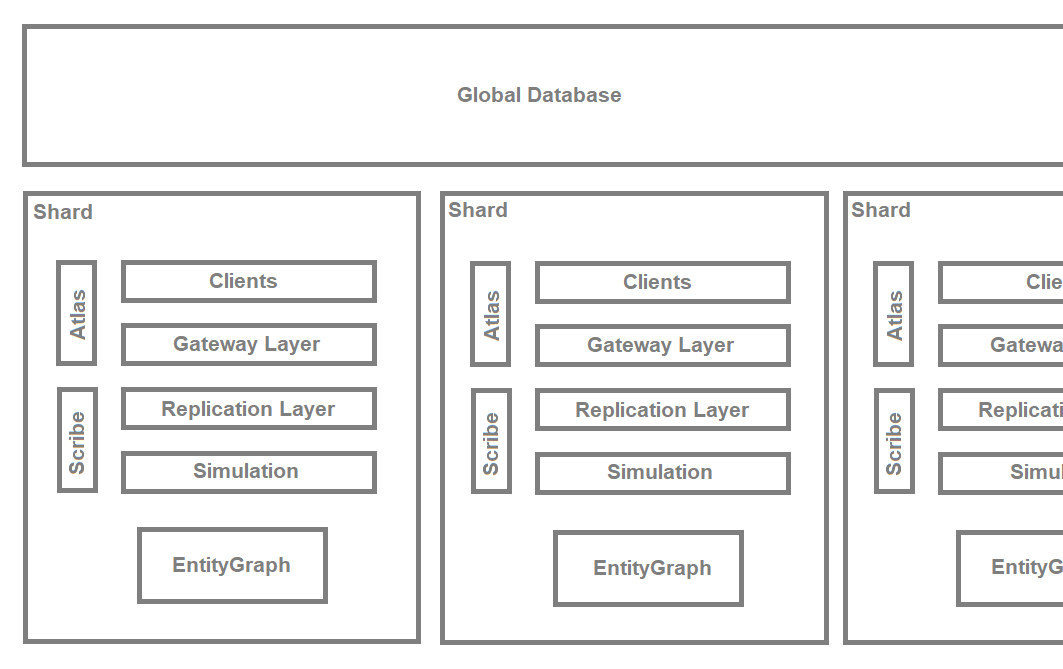 Global Database
Shard
Atlas
Clients
Gateway Layer
Scribe
Replication Layer
Simulation
EntityGraph
Shard
Atlas
Clients
Gateway Layer
Scribe
Replication Layer
Simulation
EntityGraph
Shard
Atlas
Clie
Gatewa
Scribe
Replicati
Simul
EntityG